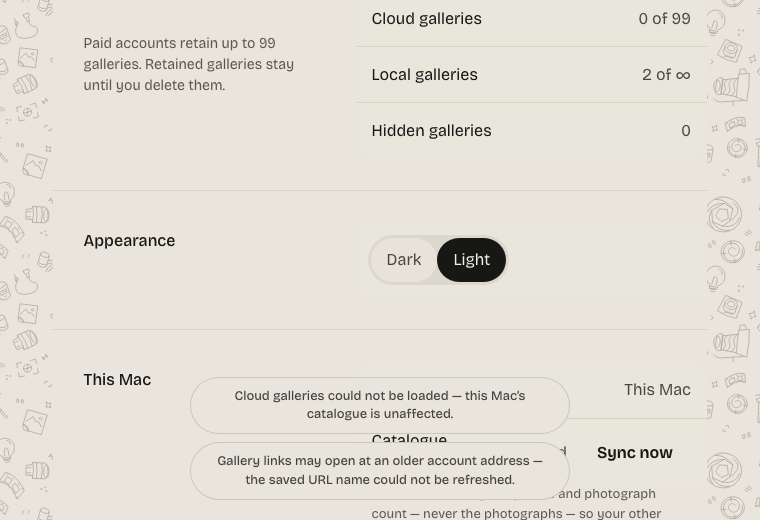 Cloud galleries 0 of 99
Paid accounts retain up to 99
galleries. Retained galleries stay
until you delete them.
Local galleries 2 of ∞
Hidden galleries 0
Appearance
Dark Light
This Mac
This Mac
Cloud galleries could not be loaded — this Mac's
catalogue is unaffected.
Catalogue
Sync now
Gallery links may open at an older account address —
the saved URL name could not be refreshed.
and photograph
count — never the photographs — so your other